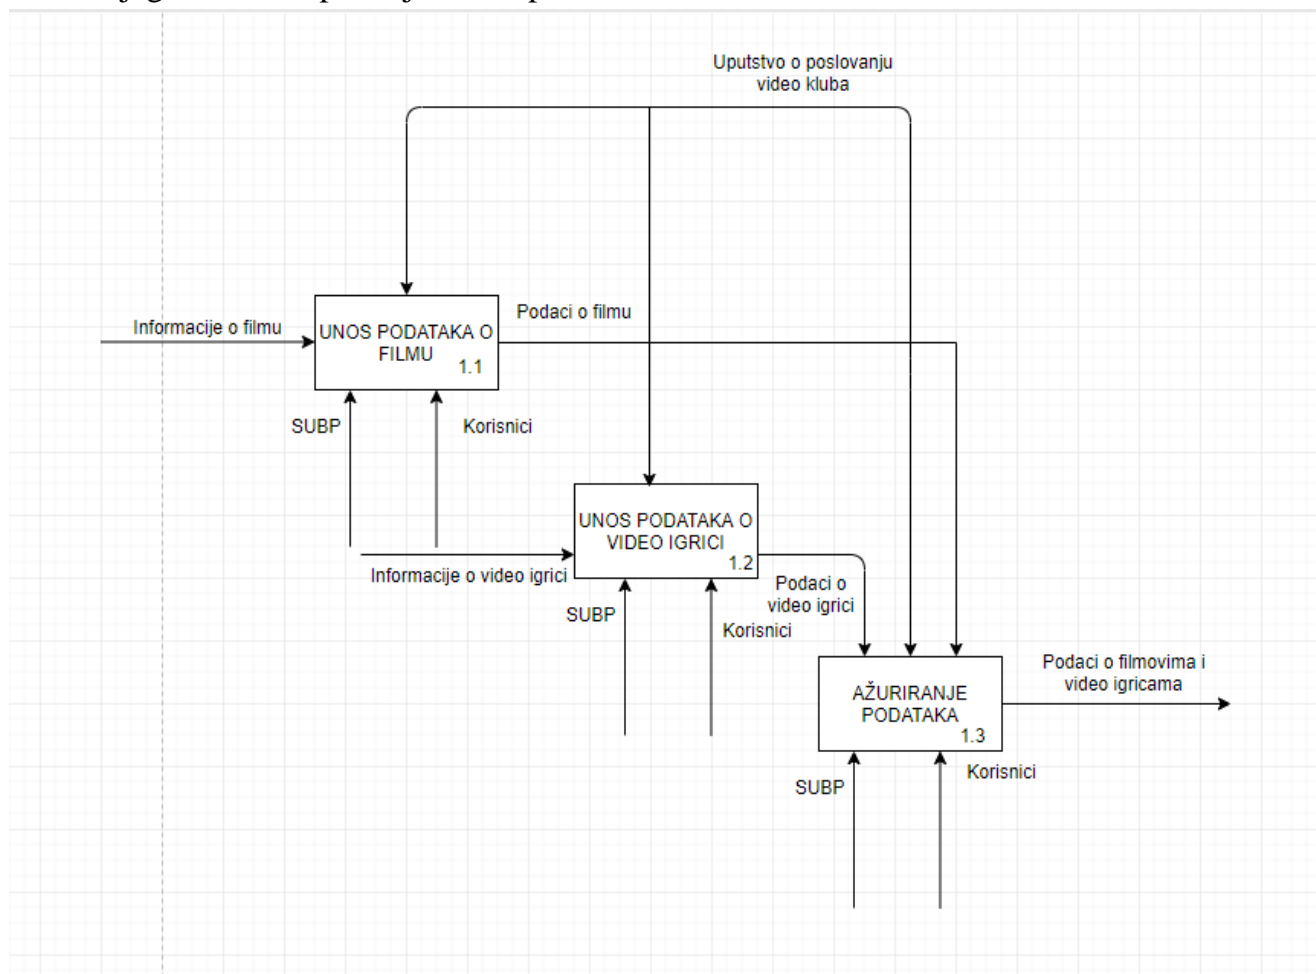 Uputstvo o poslovanju
video kluba
Informacije o filmu
UNOS PODATAKA O
FILMU
1.1
Podaci o filmu
SUBP
Korisnici
UNOS PODATAKA O
VIDEO IGRICI
1.2
Informacije o video igrici
Podaci o
video igrici
SUBP
Korisnici
AŽURIRANJE
PODATAKA
1.3
Podaci o filmovima i
video igricama
SUBP
Korisnici